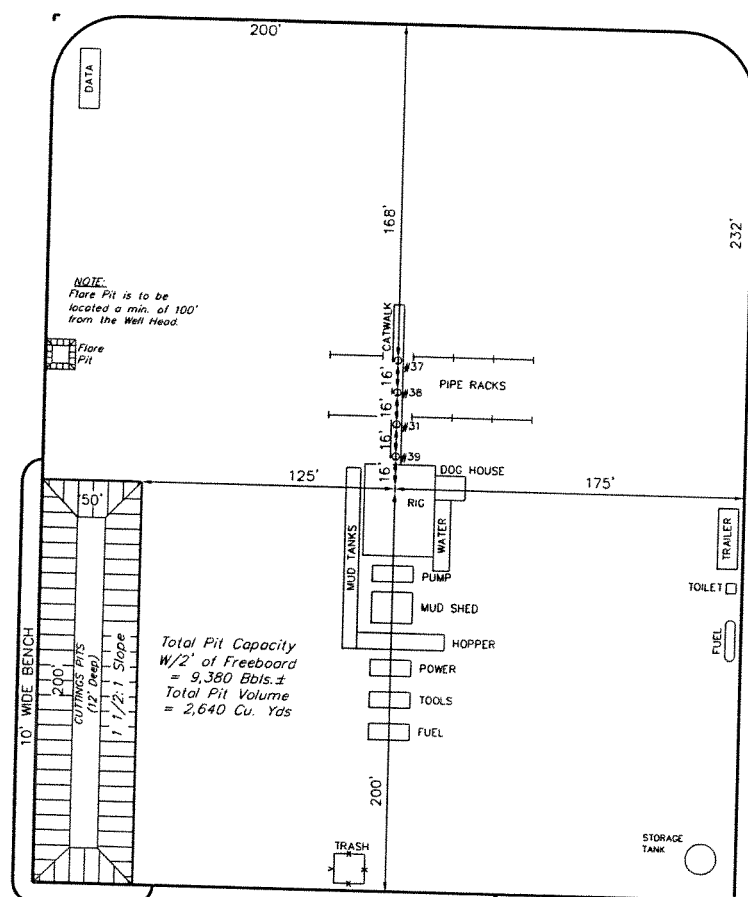 200'
DATA
168'
232'
NOTE:
Flare Pit is to be
located a min. of 100'
from the Well Head.
Flare
Pit
CATWALK
#37
16'
PIPE RACKS
#38
16'
#31
16'
#39
16'
DOG HOUSE
125'
175'
RIG
50'
MUD TANKS
WATER
TRAILER
PUMP
TOILET
MUD SHED
FUEL
HOPPER
Total Pit Capacity
W/2' of Freeboard
= 9,380 Bbls.±
Total Pit Volume
= 2,640 Cu. Yds
POWER
TOOLS
FUEL
10' WIDE BENCH
200'
CUTTINGS PITS
(12' Deep)
1 1/2:1 Slope
200'
TRASH
STORAGE
TANK